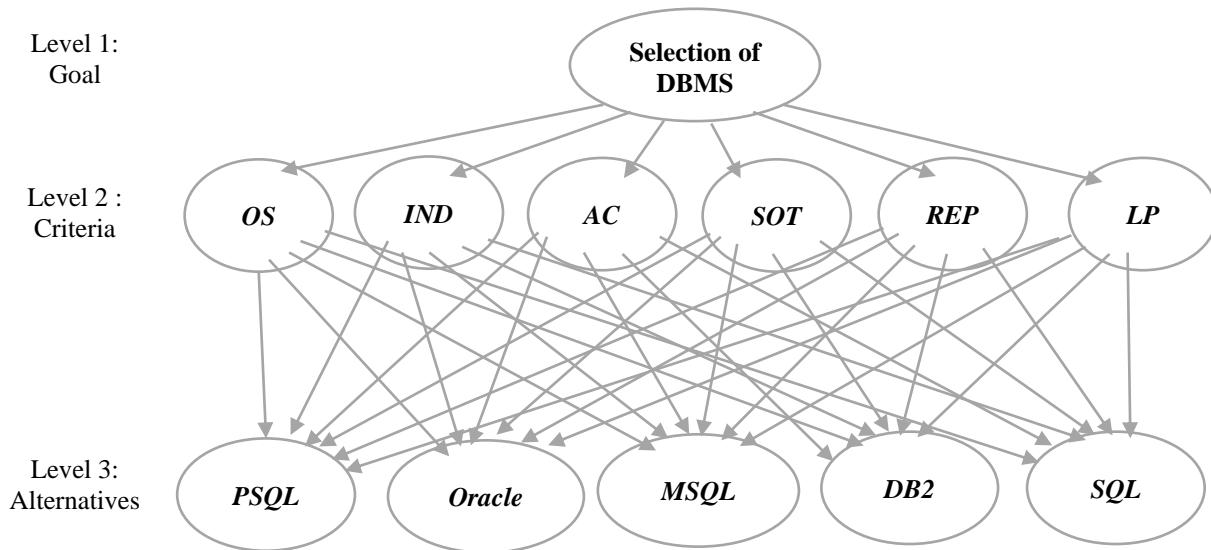 Level 1:
Goal
Selection of
DBMS
Level 2 :
Criteria
OS
IND
AC
SOT
REP
LP
Level 3:
Alternatives
PSQL
Oracle
MSQL
DB2
SQL